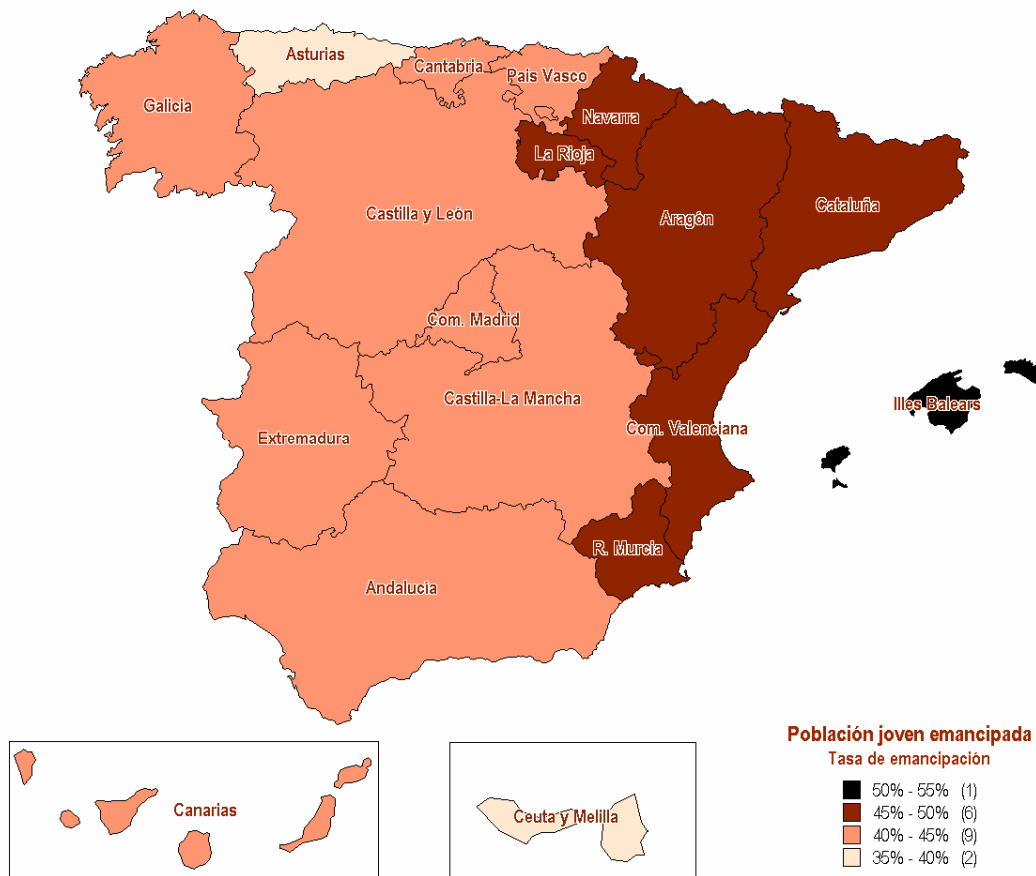 Asturias
Cantabria
Pais Vasco
Galicia
Navarra
La Rioja
Castilla y León
Aragón
Cataluña
Com. Madrid
Castilla-La Mancha
Illes Balears
Com. Valenciana
Extremadura
R. Murcia
Andalucía
Canarias
Ceuta y Melilla
Población joven emancipada
Tasa de emancipación
50% - 55% (1)
45% - 50% (6)
40% - 45% (9)
35% - 40% (2)